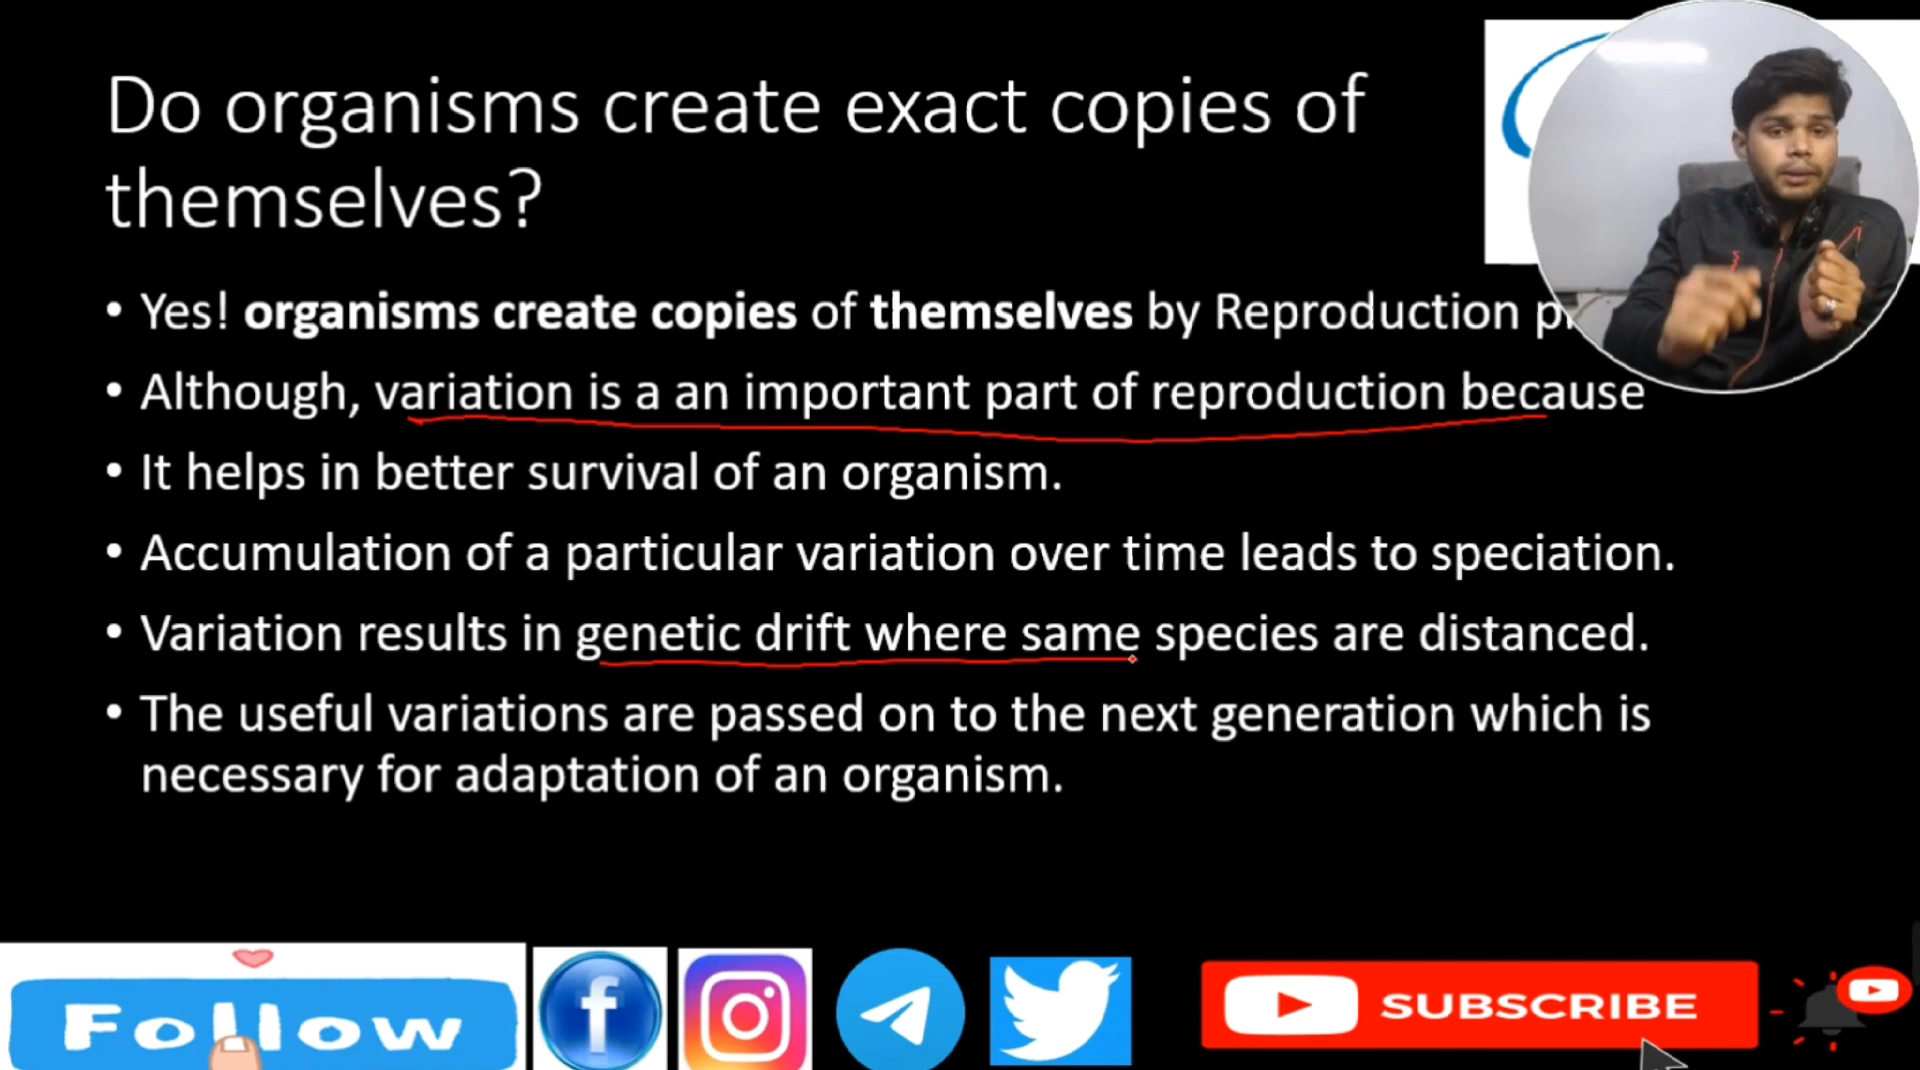 Do organisms create exact copies of
themselves?
• Yes! organisms create copies of themselves by Reproduction
• Although, variation is a an important part of reproduction because
• It helps in better survival of an organism.
• Accumulation of a particular variation over time leads to speciation.
• Variation results in genetic drift where same species are distanced.
• The useful variations are passed on to the next generation which is
necessary for adaptation of an organism.
Follow
f
SUBSCRIBE